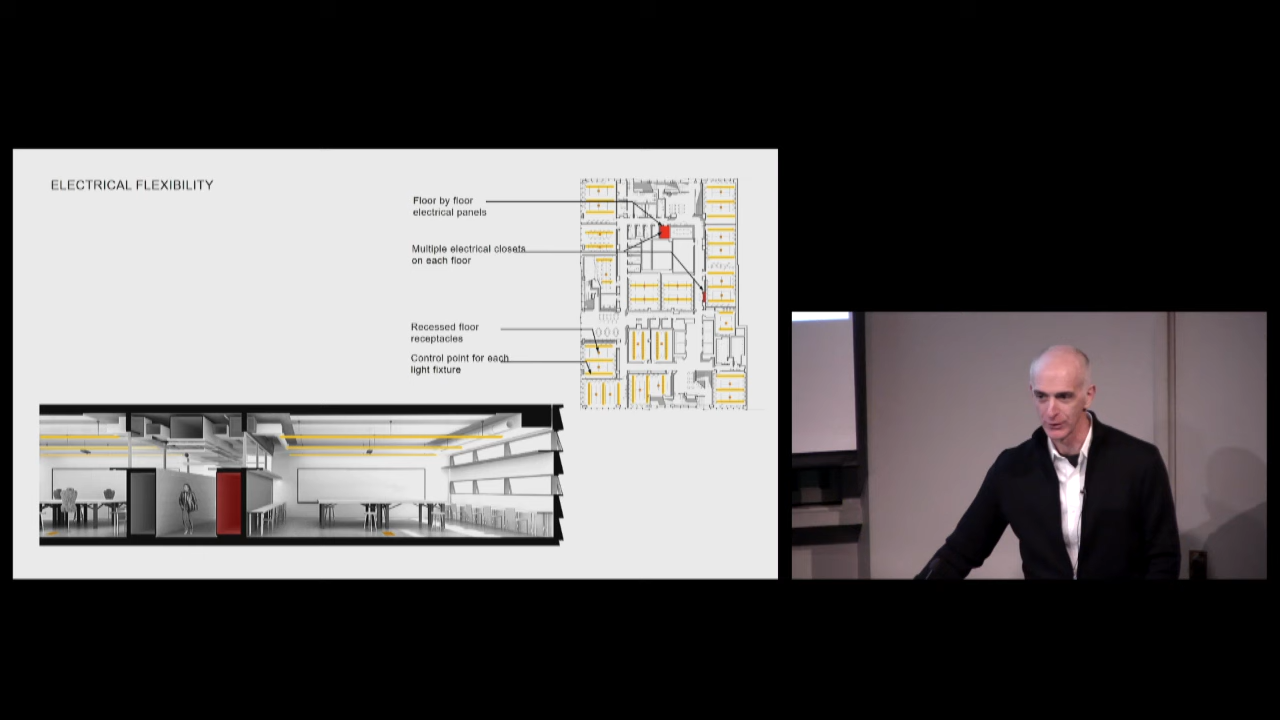 ELECTRICAL FLEXIBILITY
Floor by floor
electrical panels
Multiple electrical closets
on each floor
Recessed floor
receptacles
Control point for each
light fixture